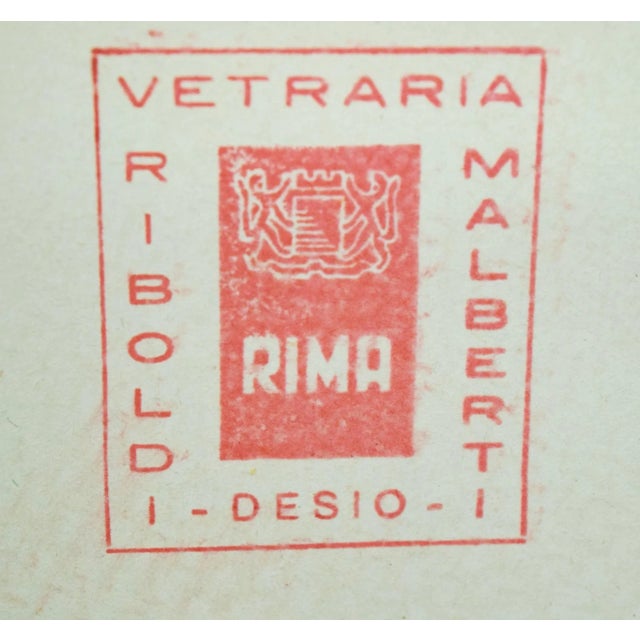 VETRARIA
RIBOLDI
MALBERTI
RIMA
- DESIO -